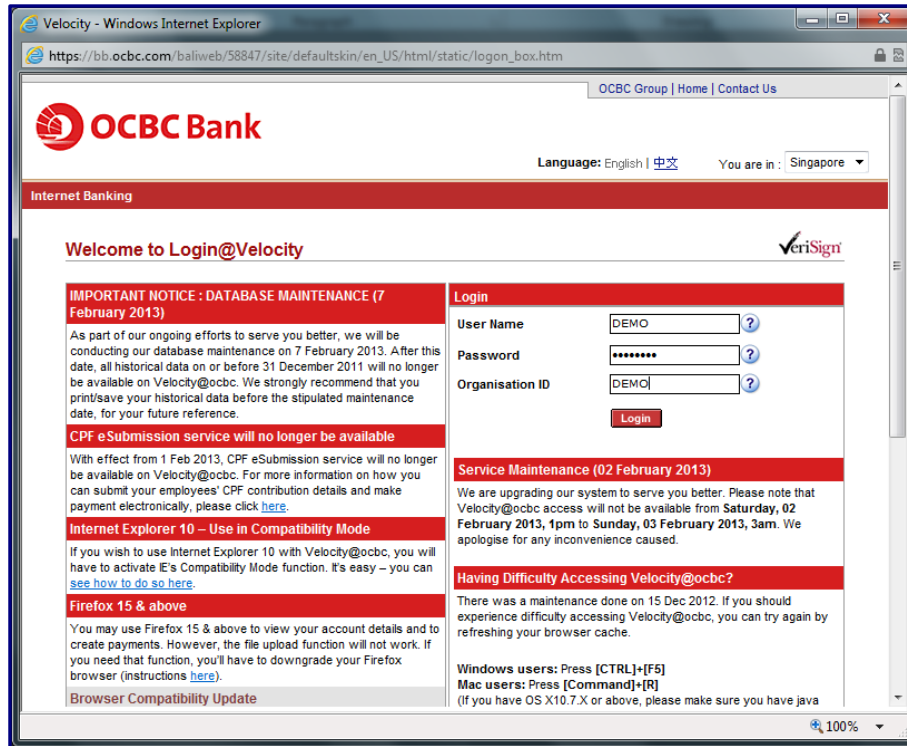 Velocity - Windows Internet Explorer
https://bb.ocbc.com/baliweb/58847/site/defaultskin/en_US/html/static/logon_box.htm
OCBC Group | Home | Contact Us
OCBC Bank
Language: English | 中文 You are in : Singapore
Internet Banking
Welcome to Login@Velocity
VeriSign
IMPORTANT NOTICE : DATABASE MAINTENANCE (7
February 2013)
As part of our ongoing efforts to serve you better, we will be
conducting our database maintenance on 7 February 2013. After this
date, all historical data on or before 31 December 2011 will no longer
be available on Velocity@ocbc. We strongly recommend that you
print/save your historical data before the stipulated maintenance
date, for your future reference.
CPF eSubmission service will no longer be available
With effect from 1 Feb 2013, CPF eSubmission service will no longer
be available on Velocity@ocbc. For more information on how you
can submit your employees' CPF contribution details and make
payment electronically, please click here.
Internet Explorer 10 – Use in Compatibility Mode
If you wish to use Internet Explorer 10 with Velocity@ocbc, you will
have to activate IE's Compatibility Mode function. It's easy – you can
see how to do so here.
Firefox 15 & above
You may use Firefox 15 & above to view your account details and to
create payments. However, the file upload function will not work. If
you need that function, you'll have to downgrade your Firefox
browser (instructions here).
Browser Compatibility Update
Login
User Name DEMO ?
Password •••••••• ?
Organisation ID DEMO ?
Login
Service Maintenance (02 February 2013)
We are upgrading our system to serve you better. Please note that
Velocity@ocbc access will not be available from Saturday, 02
February 2013, 1pm to Sunday, 03 February 2013, 3am. We
apologise for any inconvenience caused.
Having Difficulty Accessing Velocity@ocbc?
There was a maintenance done on 15 Dec 2012. If you should
experience difficulty accessing Velocity@ocbc, you can try again by
refreshing your browser cache.
Windows users: Press [CTRL]+[F5]
Mac users: Press [Command]+[R]
(If you have OS X10.7.X or above, please make sure you have java
100%